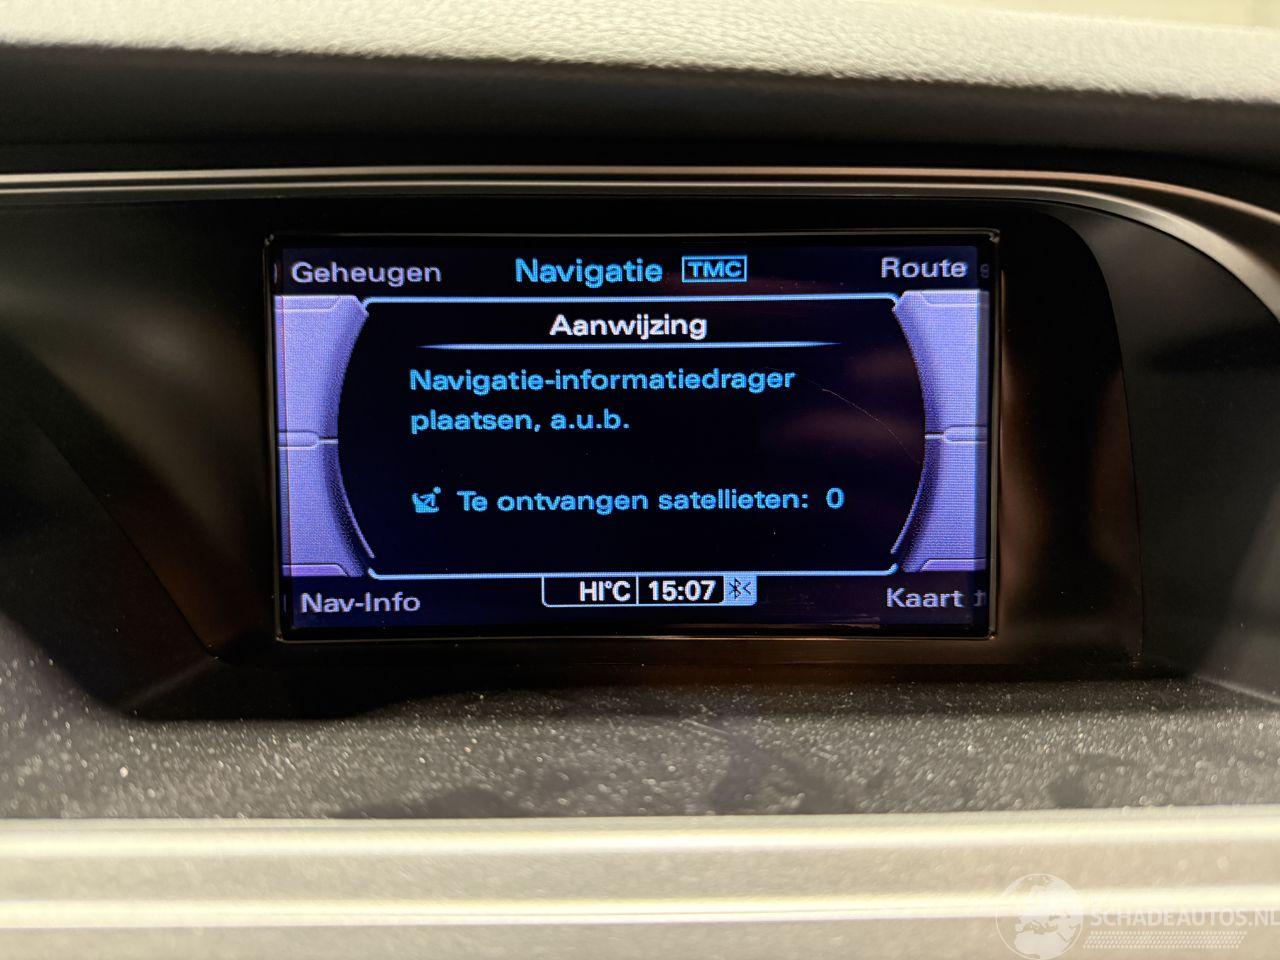 Geheugen Navigatie TMC Route
Aanwijzing
Navigatie-informatiedrager
plaatsen, a.u.b.
Te ontvangen satellieten: 0
Nav-Info HI°C 15:07 Kaart
SCHADEAUTOS.NL